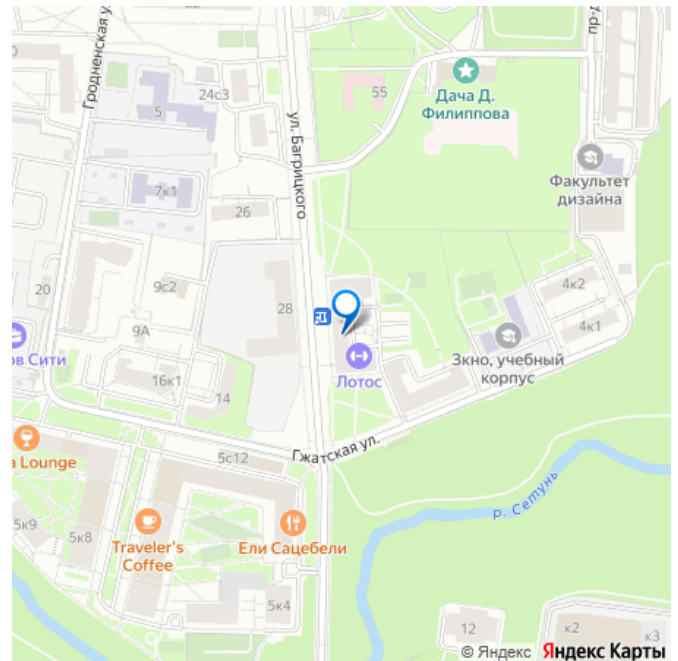 Гродненская ул.
24с3
5
55
Дача Д.
Филиппова
ул. Багрицкого
7к1
26
Факультет
дизайна
20
9с2
28
4к2
9А
4к1
ов Сити
16к1
14
Лотос
Зкно, учебный
корпус
Гжатская ул.
a Lounge
5с12
р. Сетунь
5к9
5к8
Traveler's
Coffee
Ели Сацебели
5к4
12
к2
к3
© Яндекс Яндекс Карты